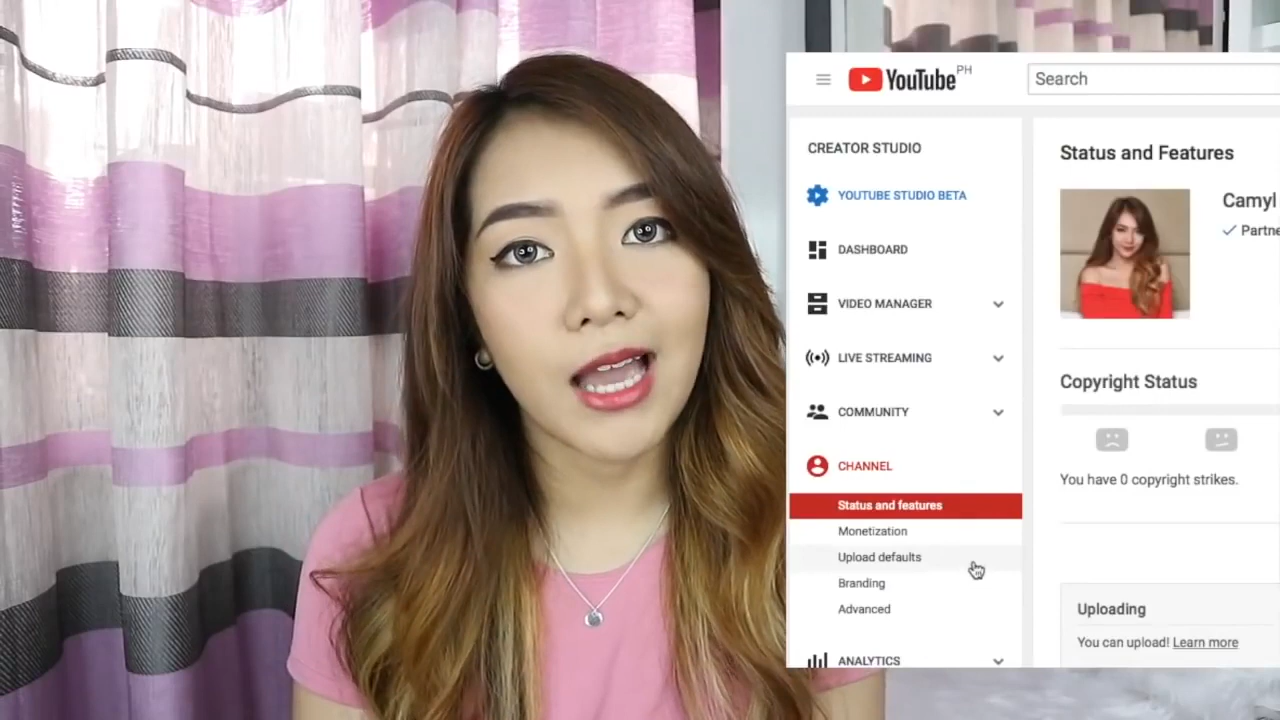 YouTube PH
Search
CREATOR STUDIO
YOUTUBE STUDIO BETA
DASHBOARD
VIDEO MANAGER
LIVE STREAMING
COMMUNITY
CHANNEL
Status and features
Monetization
Upload defaults
Branding
Advanced
ANALYTICS
Status and Features
Camyl
Partne
Copyright Status
You have 0 copyright strikes.
Uploading
You can upload! Learn more